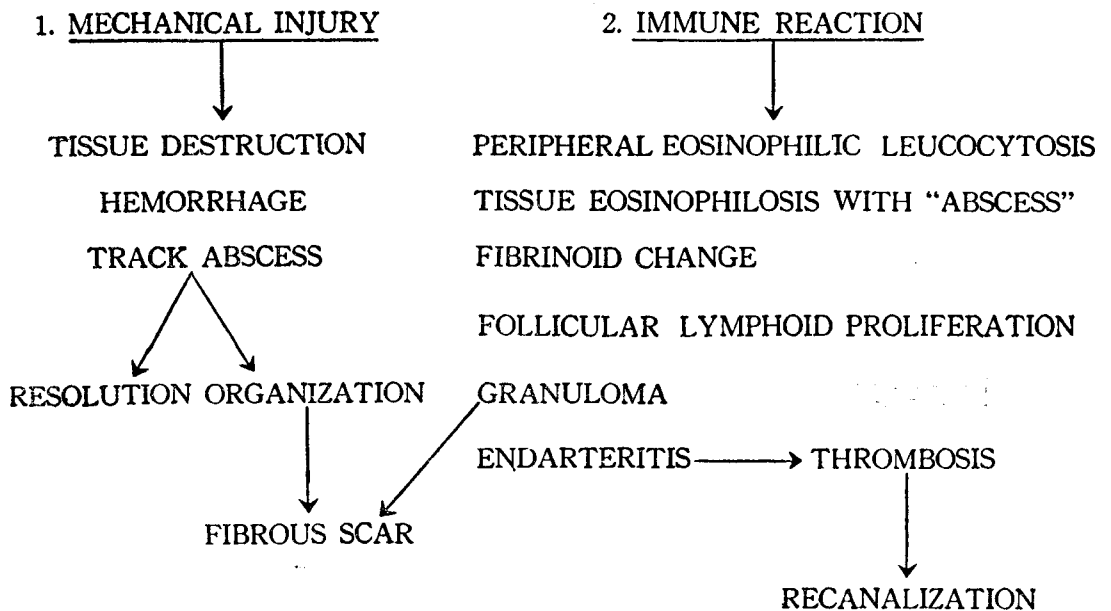 1. MECHANICAL INJURY
2. IMMUNE REACTION
TISSUE DESTRUCTION
PERIPHERAL EOSINOPHILIC LEUCOCYTOSIS
HEMORRHAGE
TISSUE EOSINOPHILOSIS WITH “ABSCESS”
TRACK ABSCESS
FIBRINOID CHANGE
FOLLICULAR LYMPHOID PROLIFERATION
RESOLUTION ORGANIZATION
GRANULOMA
ENDARTERITIS
THROMBOSIS
FIBROUS SCAR
RECANALIZATION